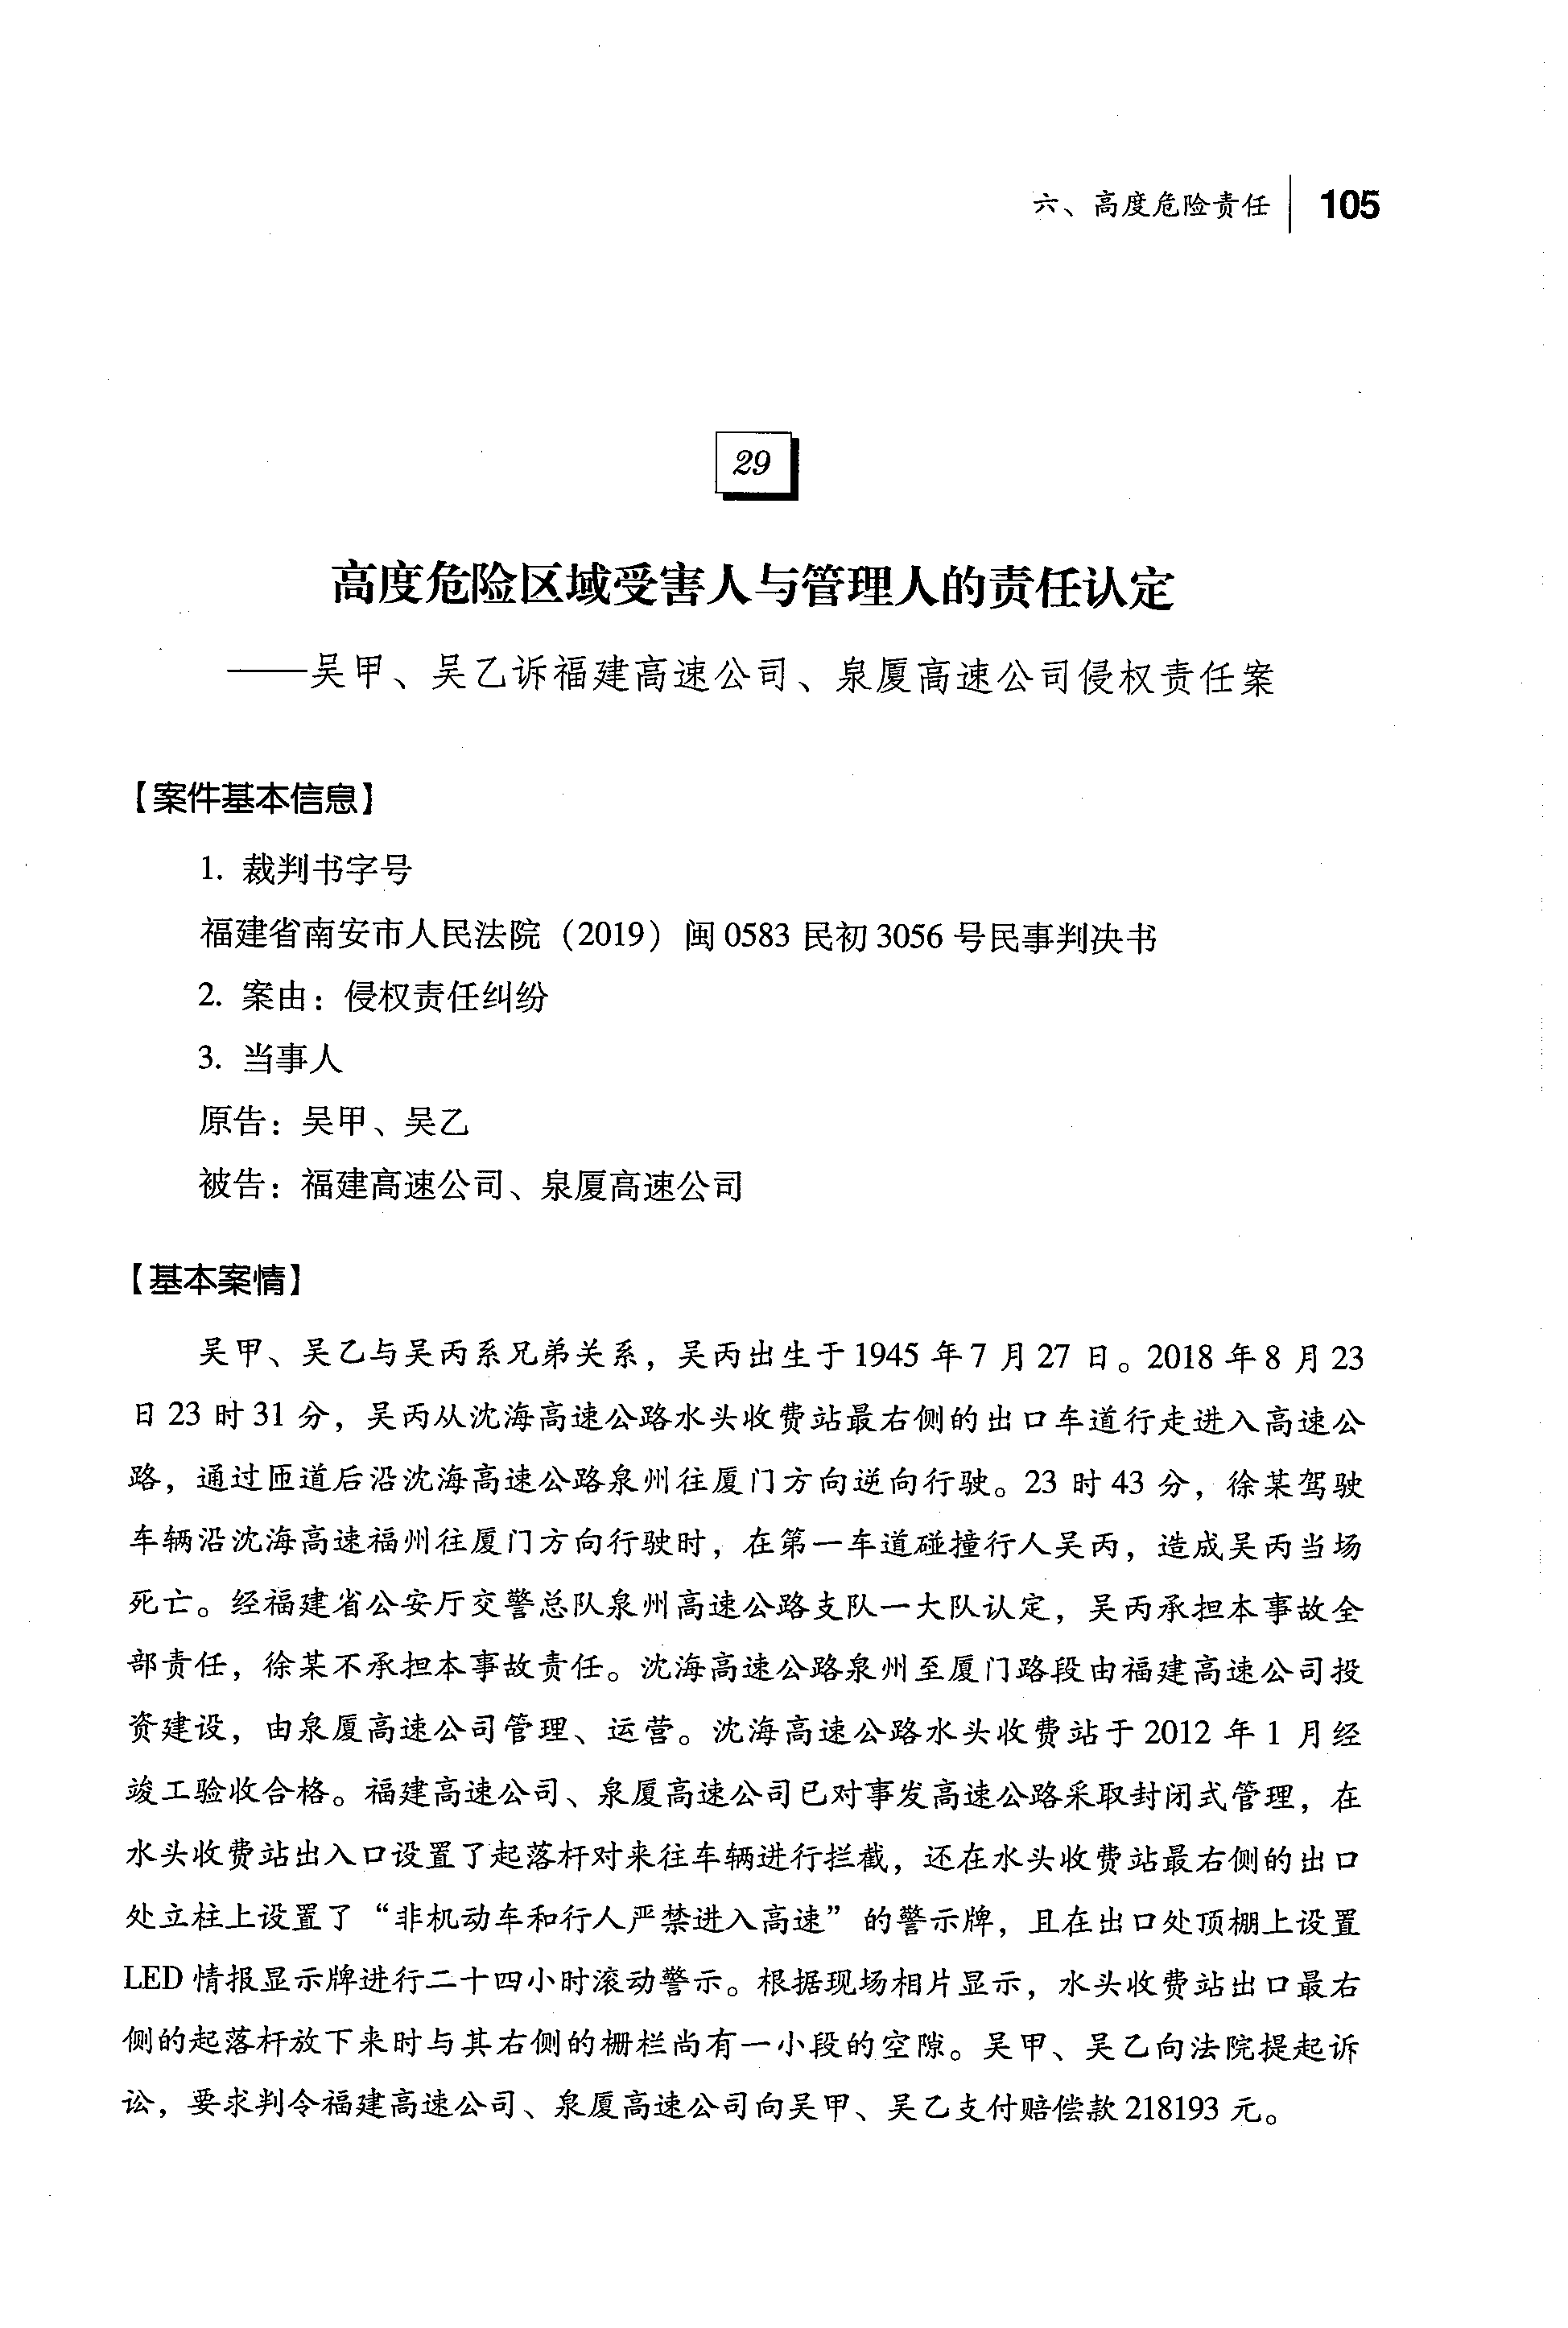 六、高度危险责任 105
29
高度危险区域受害人与管理人的责任认定
——吴甲、吴乙诉福建高速公司、泉厦高速公司侵权责任案
【案件基本信息】
1. 裁判书字号
福建省南安市人民法院（2019）闽0583民初3056号民事判决书
2. 案由：侵权责任纠纷
3. 当事人
原告：吴甲、吴乙
被告：福建高速公司、泉厦高速公司
【基本案情】
吴甲、吴乙与吴丙系兄弟关系，吴丙出生于1945年7月27日。2018年8月23
日23时31分，吴丙从沈海高速公路水头收费站最右侧的出口车道行走进入高速公
路，通过匝道后沿沈海高速公路泉州往厦门方向逆向行驶。23时43分，徐某驾驶
车辆沿沈海高速福州往厦门方向行驶时，在第一车道碰撞行人吴丙，造成吴丙当场
死亡。经福建省公安厅交警总队泉州高速公路支队一大队认定，吴丙承担本事故全
部责任，徐某不承担本事故责任。沈海高速公路泉州至厦门路段由福建高速公司投
资建设，由泉厦高速公司管理、运营。沈海高速公路水头收费站于2012年1月经
竣工验收合格。福建高速公司、泉厦高速公司已对事发高速公路采取封闭式管理，在
水头收费站出入口设置了起落杆对来往车辆进行拦截，还在水头收费站最右侧的出口
处立柱上设置了“非机动车和行人严禁进入高速”的警示牌，且在出口处顶棚上设置
LED情报显示牌进行二十四小时滚动警示。根据现场相片显示，水头收费站出口最右
侧的起落杆放下来时与其右侧的栅栏尚有一小段的空隙。吴甲、吴乙向法院提起诉
讼，要求判令福建高速公司、泉厦高速公司向吴甲、吴乙支付赔偿款218193元。